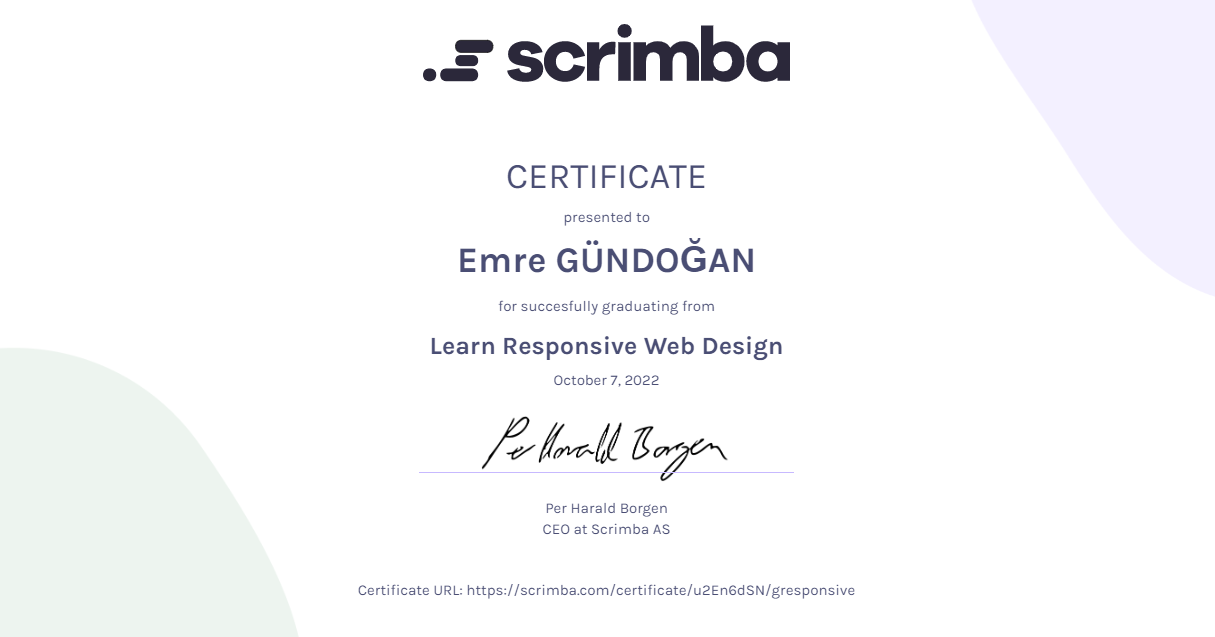 scrimba
CERTIFICATE
presented to
Emre GÜNDOĞAN
for succesfully graduating from
Learn Responsive Web Design
October 7, 2022
Per Harald Borgen
Per Harald Borgen
CEO at Scrimba AS
Certificate URL: https://scrimba.com/certificate/u2En6dSN/gresponsive